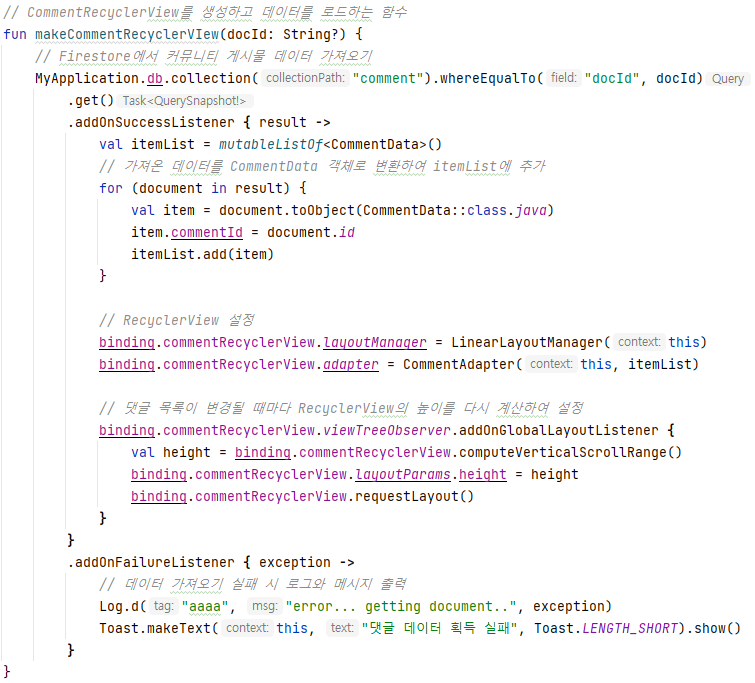 // CommentRecyclerView를 생성하고 데이터를 로드하는 함수
fun makeCommentRecyclerVIew(docId: String?) {
// Firestore에서 커뮤니티 게시물 데이터 가져오기
MyApplication.db.collection( collectionPath: "comment").whereEqualTo( field: "docId", docId) Query
.get() Task<QuerySnapshot!>
.addOnSuccessListener { result ->
val itemList = mutableListOf<CommentData>()
// 가져온 데이터를 CommentData 객체로 변환하여 itemList에 추가
for (document in result) {
val item = document.toObject(CommentData::class.java)
item.commentId = document.id
itemList.add(item)
}
// RecyclerView 설정
binding.commentRecyclerView.layoutManager = LinearLayoutManager( context: this)
binding.commentRecyclerView.adapter = CommentAdapter( context: this, itemList)
// 댓글 목록이 변경될 때마다 RecyclerView의 높이를 다시 계산하여 설정
binding.commentRecyclerView.viewTreeObserver.addOnGlobalLayoutListener {
val height = binding.commentRecyclerView.computeVerticalScrollRange()
binding.commentRecyclerView.layoutParams.height = height
binding.commentRecyclerView.requestLayout()
}
}
.addOnFailureListener { exception ->
// 데이터 가져오기 실패 시 로그와 메시지 출력
Log.d( tag: "aaaa", msg: "error... getting document..", exception)
Toast.makeText( context: this, text: "댓글 데이터 획득 실패", Toast.LENGTH_SHORT).show()
}
}